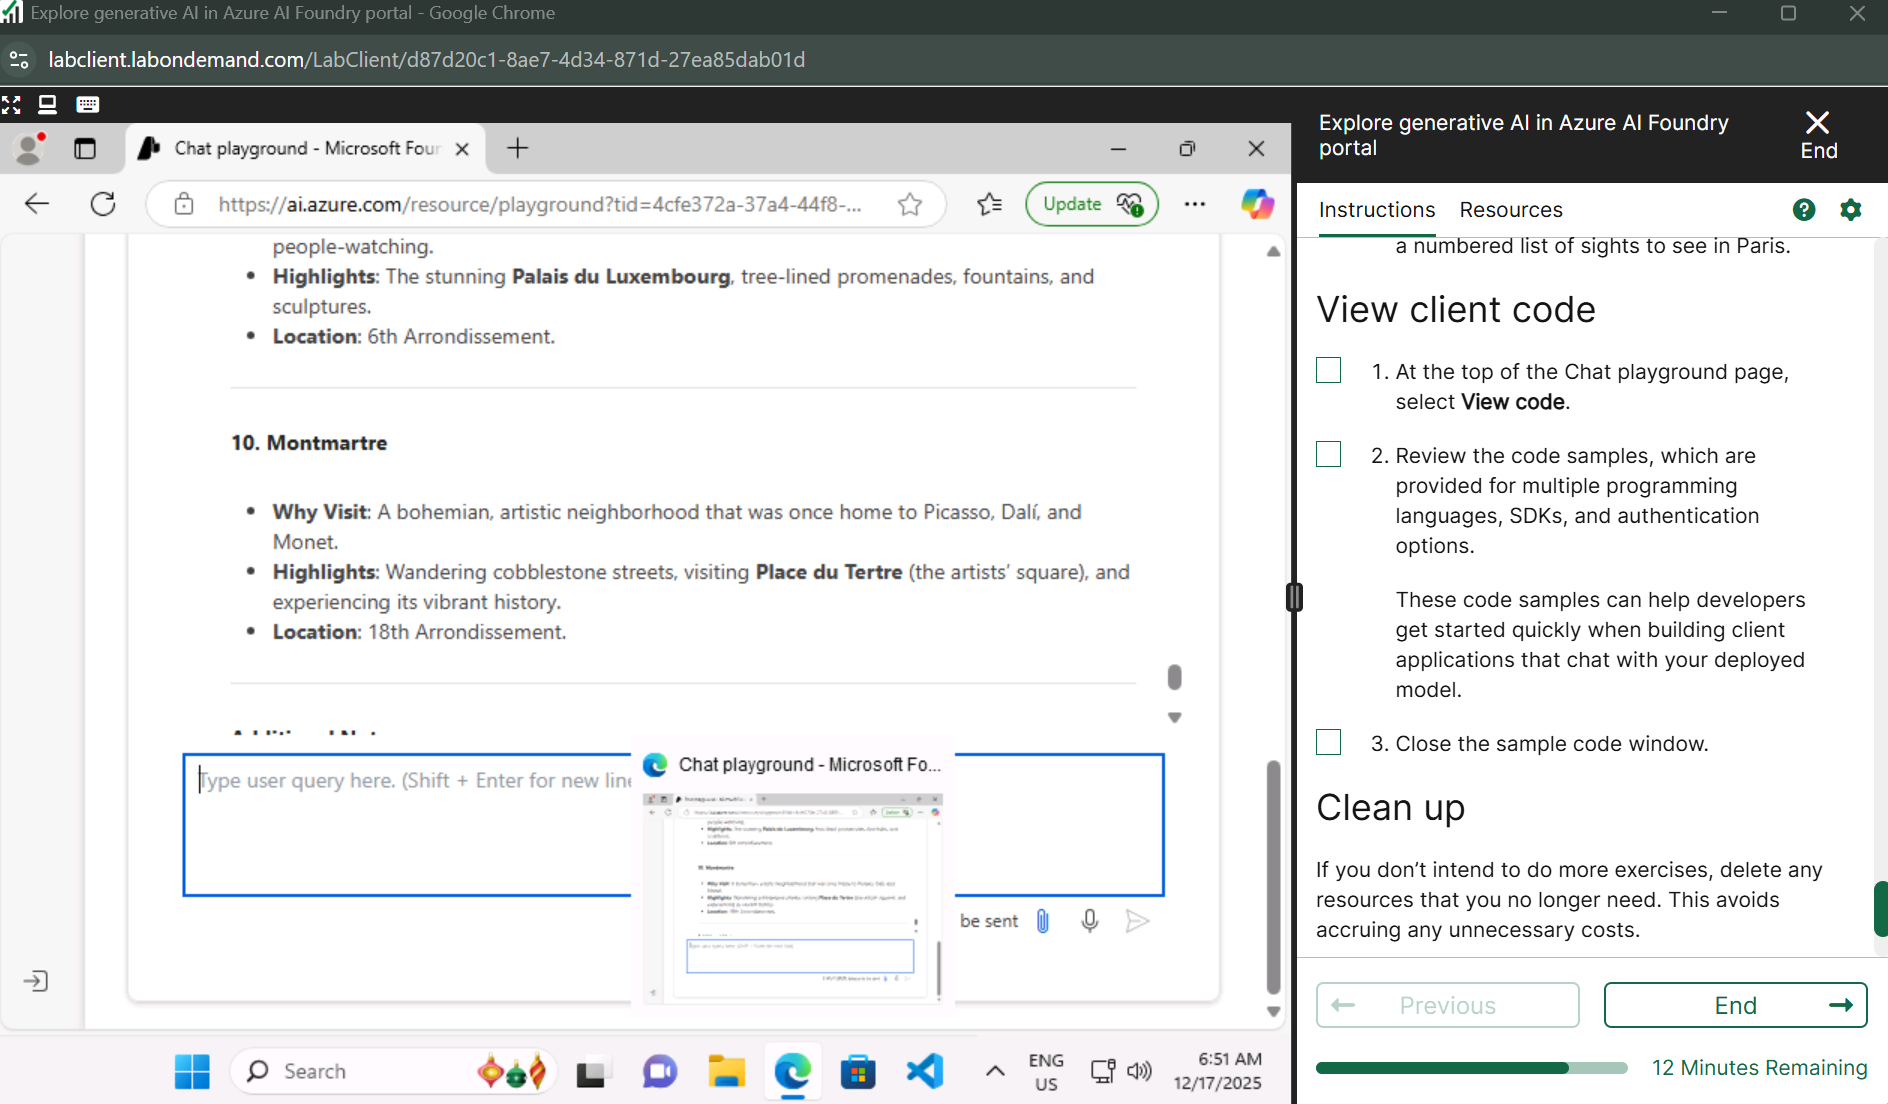 Explore generative AI in Azure AI Foundry portal - Google Chrome
labclient.labondemand.com/LabClient/d87d20c1-8ae7-4d34-871d-27ea85dab01d
Chat playground - Microsoft Four
https://ai.azure.com/resource/playground?tid=4cfe372a-37a4-44f8-...
Update
people-watching.
• Highlights: The stunning Palais du Luxembourg, tree-lined promenades, fountains, and
sculptures.
• Location: 6th Arrondissement.
10. Montmartre
• Why Visit: A bohemian, artistic neighborhood that was once home to Picasso, Dalí, and
Monet.
• Highlights: Wandering cobblestone streets, visiting Place du Tertre (the artists’ square), and
experiencing its vibrant history.
• Location: 18th Arrondissement.
Type user query here. (Shift + Enter for new line
Chat playground - Microsoft Fo...
be sent
Search
ENG
US
6:51 AM
12/17/2025
Explore generative AI in Azure AI Foundry
portal
End
Instructions
Resources
a numbered list of sights to see in Paris.
View client code
1. At the top of the Chat playground page,
select View code.
2. Review the code samples, which are
provided for multiple programming
languages, SDKs, and authentication
options.
These code samples can help developers
get started quickly when building client
applications that chat with your deployed
model.
3. Close the sample code window.
Clean up
If you don’t intend to do more exercises, delete any
resources that you no longer need. This avoids
accruing any unnecessary costs.
Previous
End
12 Minutes Remaining